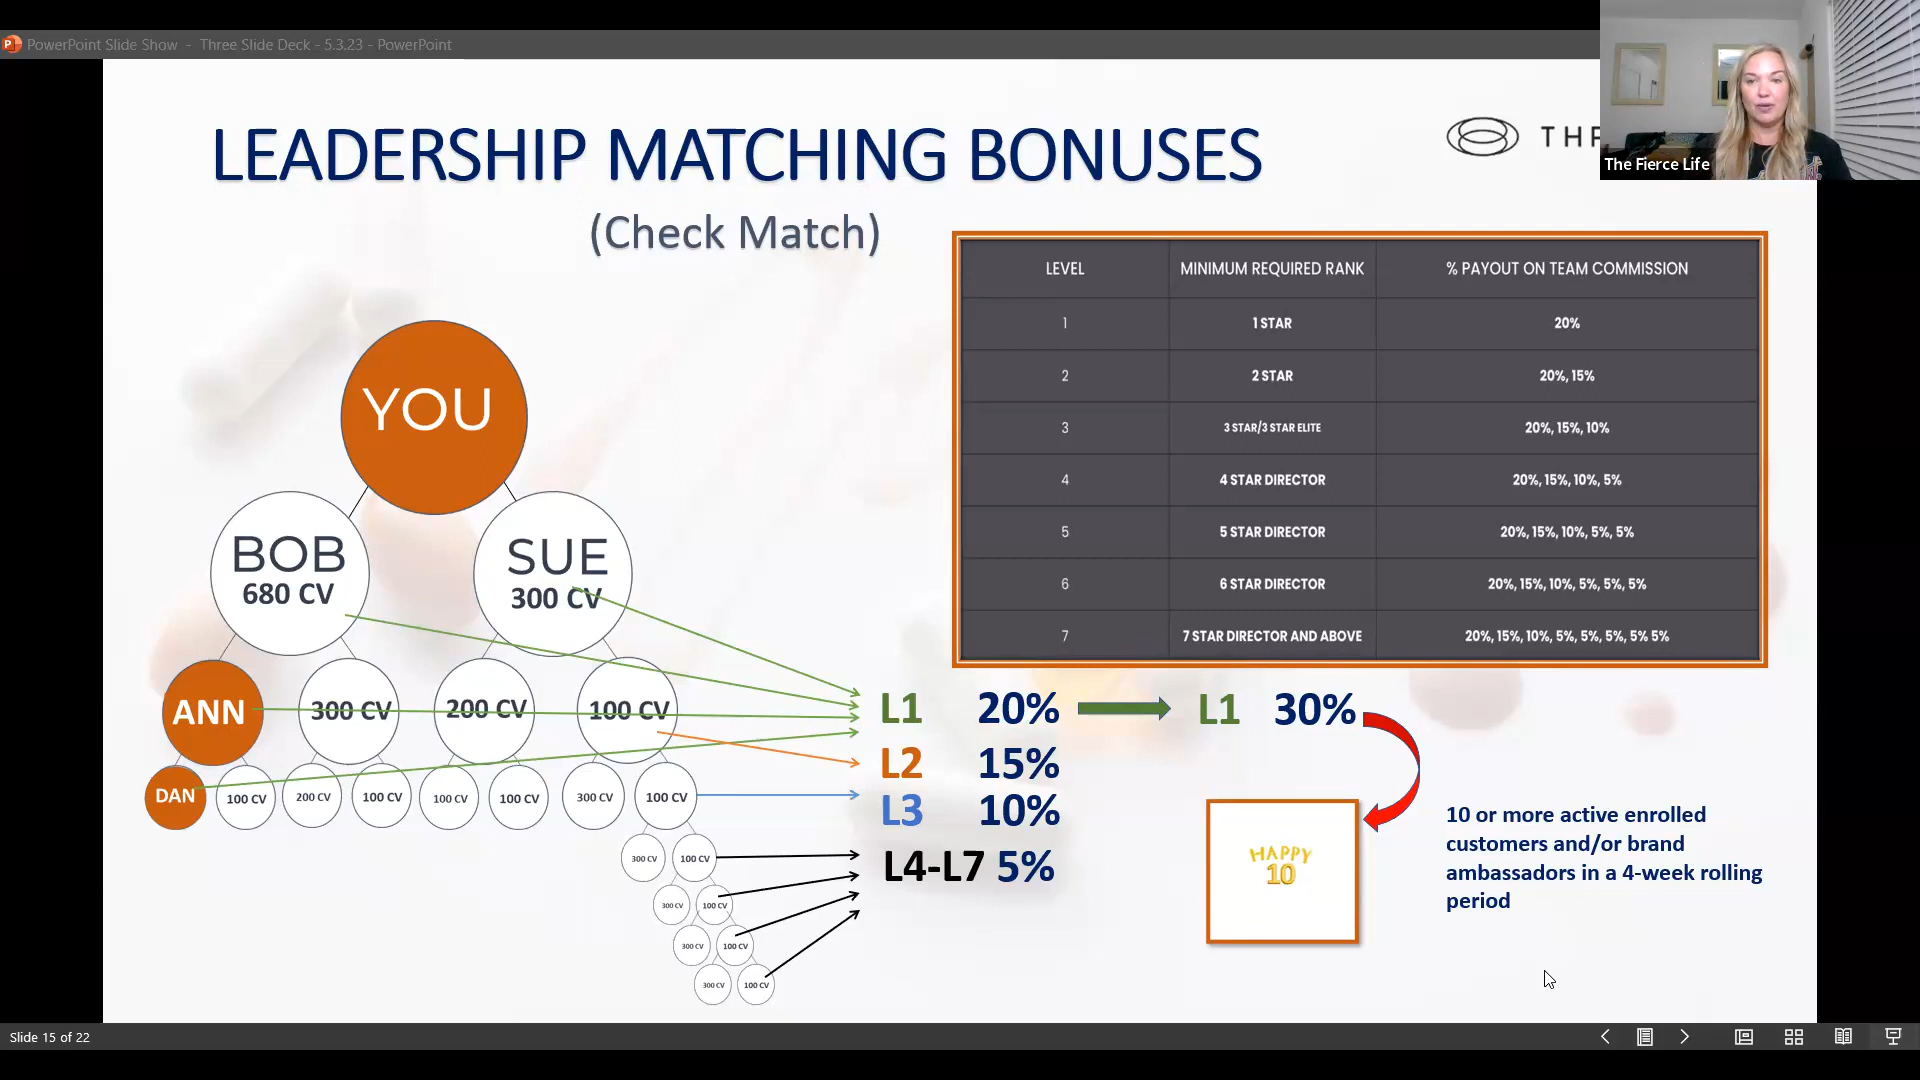 PowerPoint Slide Show - Three Slide Deck - 5.3.23 - PowerPoint
The Fierce Life
LEADERSHIP MATCHING BONUSES
(Check Match)
LEVEL MINIMUM REQUIRED RANK % PAYOUT ON TEAM COMMISSION
1 1 STAR 20%
2 2 STAR 20%, 15%
3 3 STAR/3 STAR ELITE 20%, 15%, 10%
4 4 STAR DIRECTOR 20%, 15%, 10%, 5%
5 5 STAR DIRECTOR 20%, 15%, 10%, 5%, 5%
6 6 STAR DIRECTOR 20%, 15%, 10%, 5%, 5%, 5%
7 7 STAR DIRECTOR AND ABOVE 20%, 15%, 10%, 5%, 5%, 5%, 5% 5%
YOU
BOB
680 CV
SUE
300 CV
ANN 300 CV 200 CV 100 CV
DAN 100 CV 200 CV 100 CV 100 CV 100 CV 300 CV 100 CV
300 CV 100 CV
300 CV 100 CV
300 CV 100 CV
300 CV 100 CV
L1 20% L1 30%
L2 15%
L3 10%
L4-L7 5%
HAPPY
10
10 or more active enrolled
customers and/or brand
ambassadors in a 4-week rolling
period
Slide 15 of 22